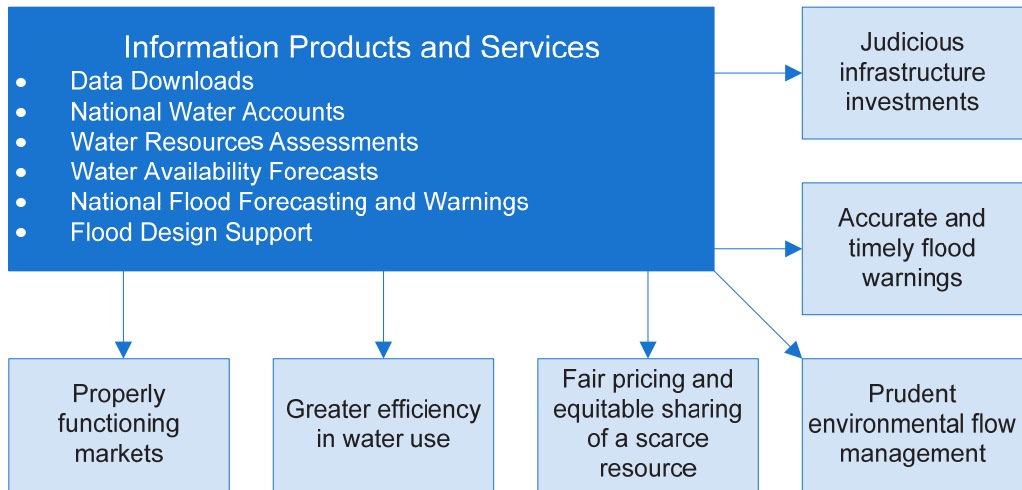 Information Products and Services
• Data Downloads
• National Water Accounts
• Water Resources Assessments
• Water Availability Forecasts
• National Flood Forecasting and Warnings
• Flood Design Support
Judicious
infrastructure
investments
Accurate and
timely flood
warnings
Properly
functioning
markets
Greater efficiency
in water use
Fair pricing and
equitable sharing
of a scarce
resource
Prudent
environmental flow
management